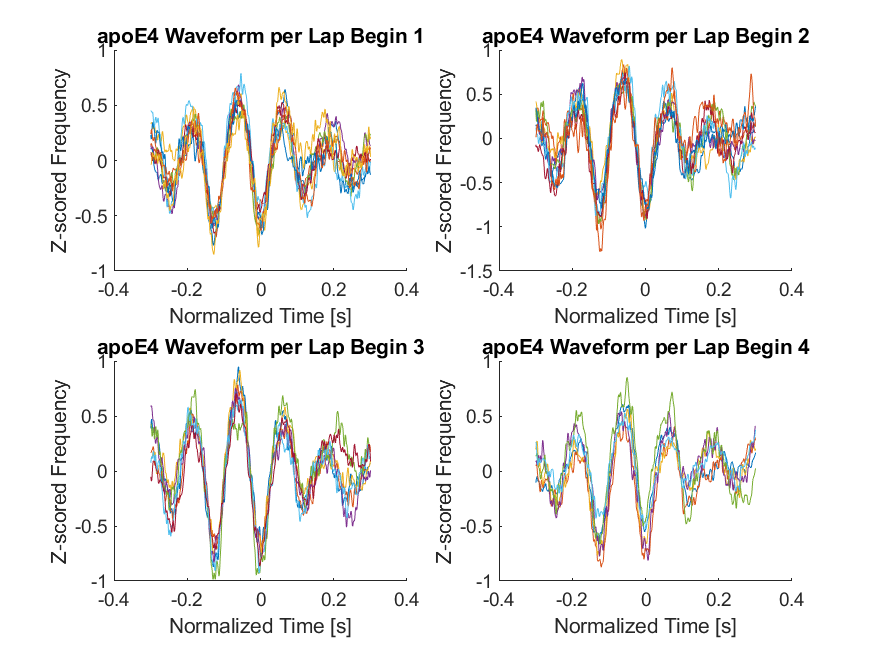 apoE4 Waveform per Lap Begin 1
1
0.5
0
-0.5
-1
Z-scored Frequency
-0.4 -0.2 0 0.2 0.4
Normalized Time [s]
apoE4 Waveform per Lap Begin 2
1
0.5
0
-0.5
-1
-1.5
Z-scored Frequency
-0.4 -0.2 0 0.2 0.4
Normalized Time [s]
apoE4 Waveform per Lap Begin 3
1
0.5
0
-0.5
-1
Z-scored Frequency
-0.4 -0.2 0 0.2 0.4
Normalized Time [s]
apoE4 Waveform per Lap Begin 4
1
0.5
0
-0.5
-1
Z-scored Frequency
-0.4 -0.2 0 0.2 0.4
Normalized Time [s]